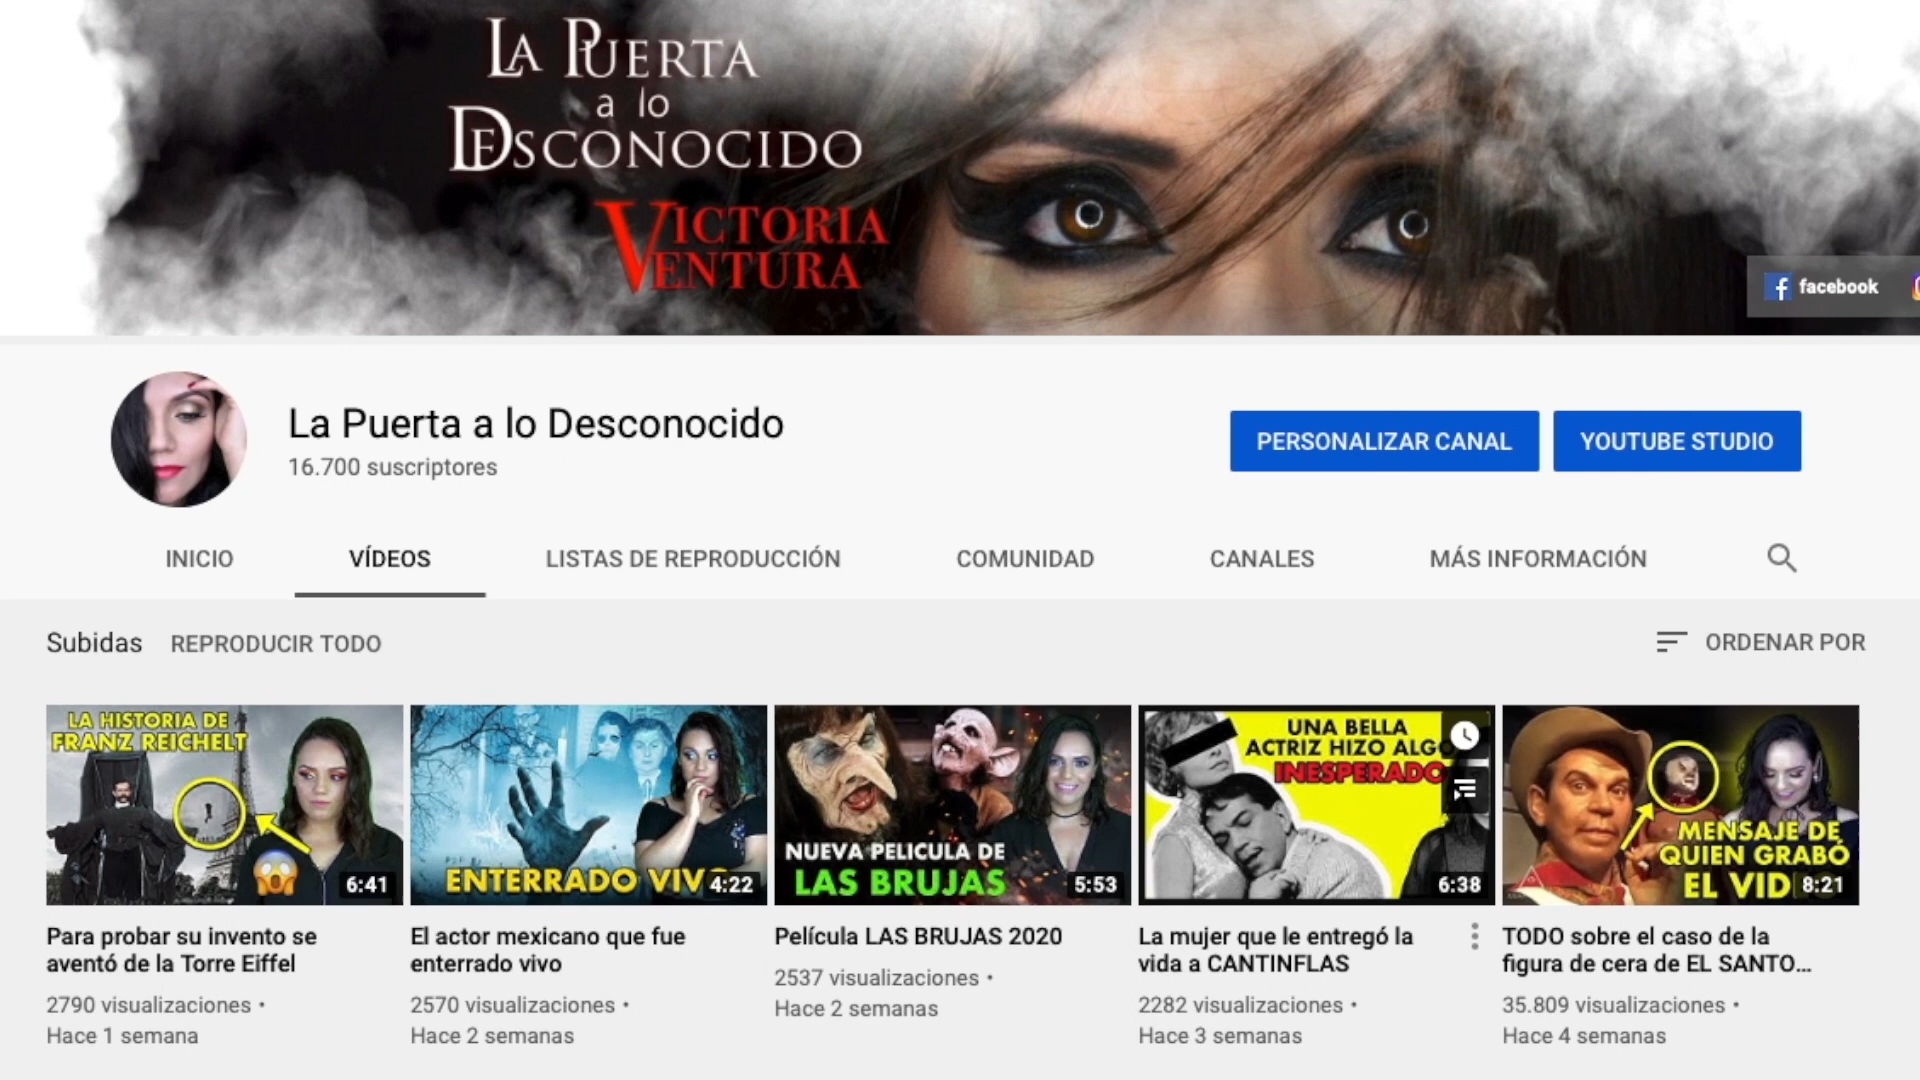 LA PUERTA
a lo
DESCONOCIDO
VICTORIA
VENTURA
facebook
La Puerta a lo Desconocido
16.700 suscriptores
PERSONALIZAR CANAL
YOUTUBE STUDIO
INICIO
VÍDEOS
LISTAS DE REPRODUCCIÓN
COMUNIDAD
CANALES
MÁS INFORMACIÓN
Subidas
REPRODUCIR TODO
ORDENAR POR
LA HISTORIA DE
FRANZ REICHELT
6:41
Para probar su invento se
aventó de la Torre Eiffel
2790 visualizaciones •
Hace 1 semana
ENTERRADO VIVO
4:22
El actor mexicano que fue
enterrado vivo
2570 visualizaciones •
Hace 2 semanas
NUEVA PELICULA DE
LAS BRUJAS
5:53
Película LAS BRUJAS 2020
2537 visualizaciones •
Hace 2 semanas
UNA BELLA
ACTRIZ HIZO ALGO
INESPERADO
6:38
La mujer que le entregó la
vida a CANTINFLAS
2282 visualizaciones •
Hace 3 semanas
MENSAJE DE
QUIEN GRABÓ
EL VID
8:21
TODO sobre el caso de la
figura de cera de EL SANTO...
35.809 visualizaciones •
Hace 4 semanas